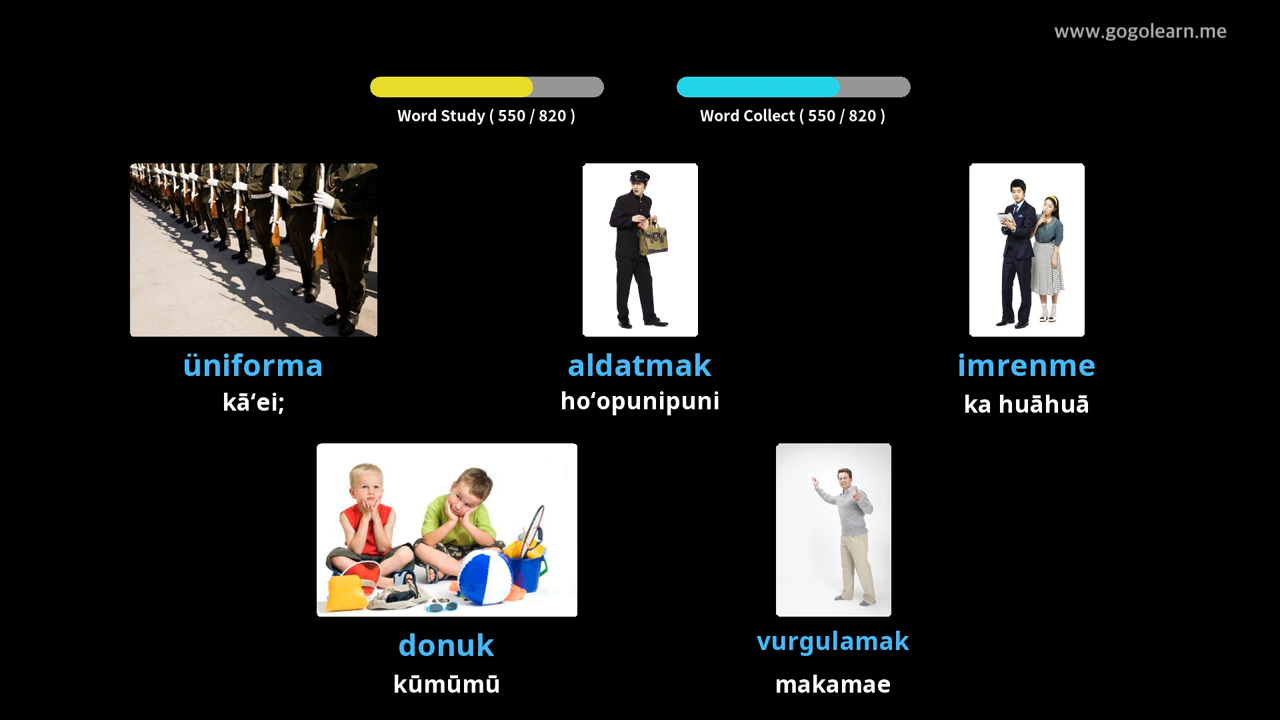 www.gogolearn.me
Word Study ( 550 / 820 )
Word Collect ( 550 / 820 )
üniforma
kāʻei;
aldatmak
hoʻopunipuni
imrenme
ka huāhuā
donuk
kūmūmū
vurgulamak
makamae